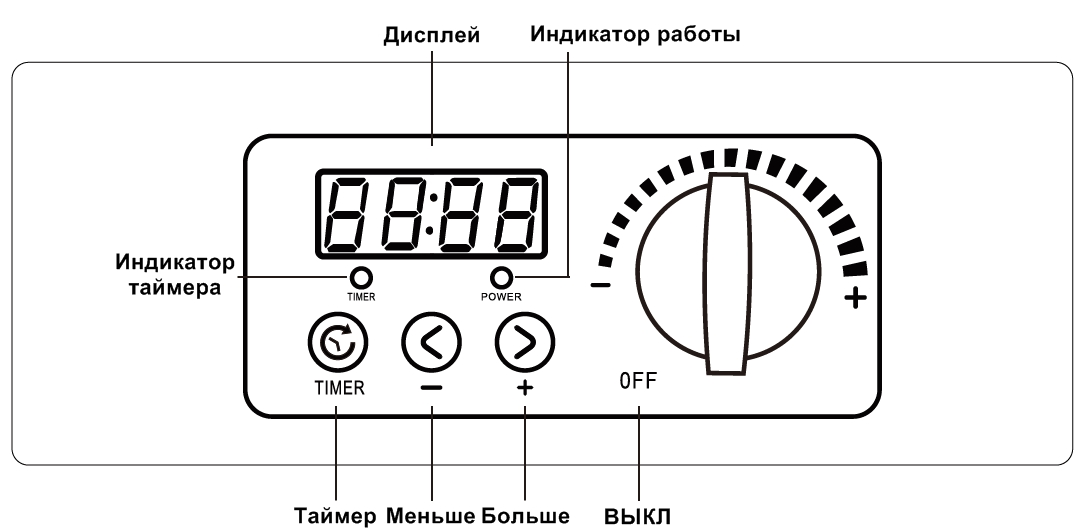 Дисплей Индикатор работы
88:88
Индикатор
таймера
TIMER POWER
− +
TIMER − + OFF
Таймер Меньше Больше ВЫКЛ